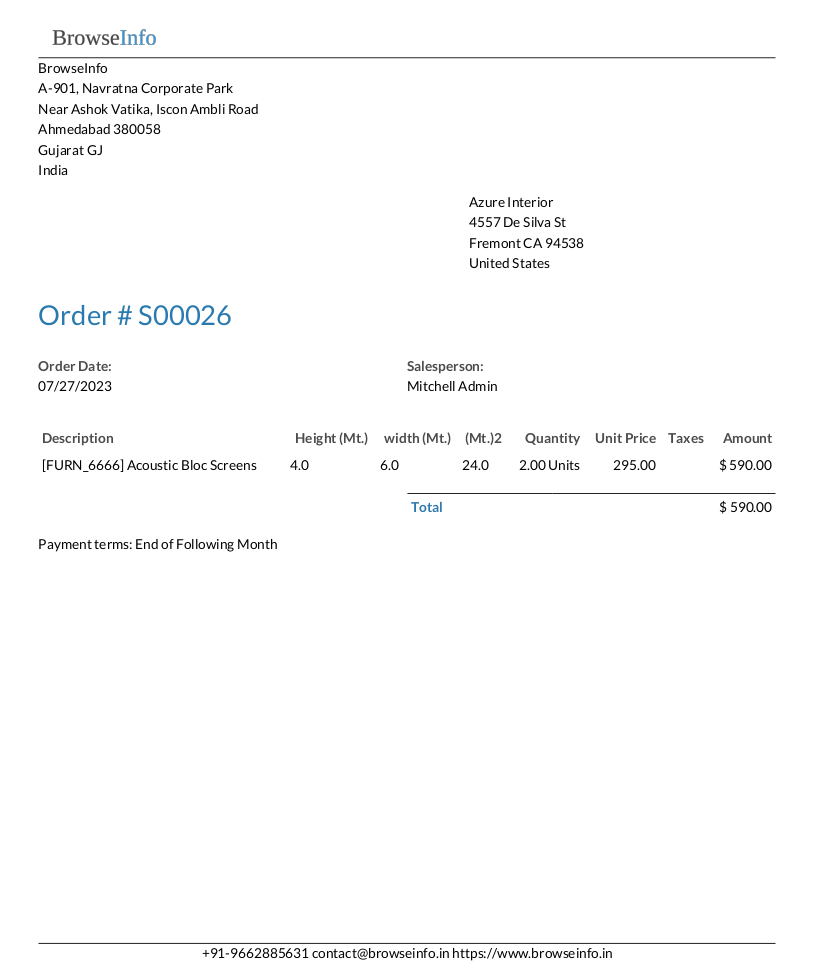 BrowseInfo
BrowseInfo
A-901, Navratna Corporate Park
Near Ashok Vatika, Iscon Ambli Road
Ahmedabad 380058
Gujarat GJ
India
Azure Interior
4557 De Silva St
Fremont CA 94538
United States
Order # S00026
Order Date: Salesperson:
07/27/2023 Mitchell Admin
Description Height (Mt.) width (Mt.) (Mt.)2 Quantity Unit Price Taxes Amount
[FURN_6666] Acoustic Bloc Screens 4.0 6.0 24.0 2.00 Units 295.00 $ 590.00
Total $ 590.00
Payment terms: End of Following Month
+91-9662885631 contact@browseinfo.in https://www.browseinfo.in